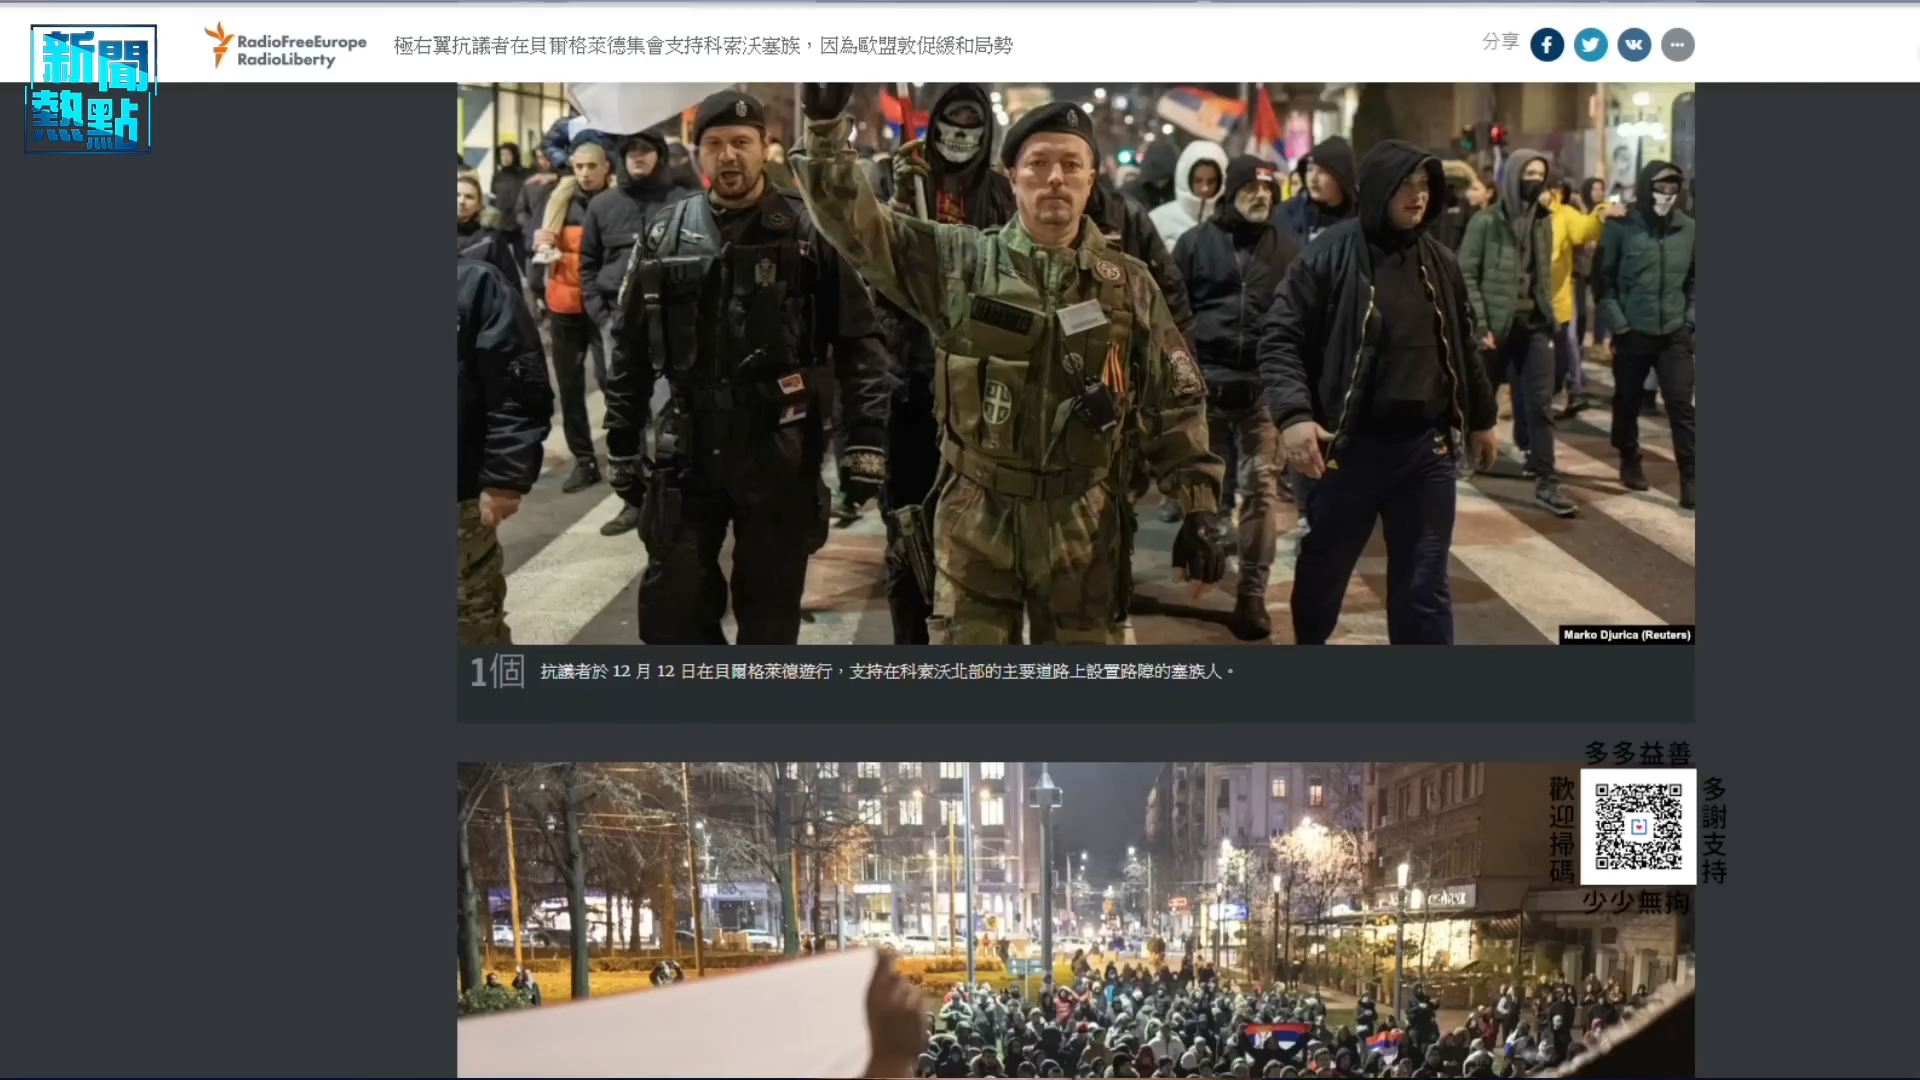 新聞
熱點
RadioFreeEurope
RadioLiberty
極右翼抗議者在貝爾格萊德集會支持科索沃塞族，因為歐盟敦促緩和局勢
分享
Marko Djurica (Reuters)
1個
抗議者於 12 月 12 日在貝爾格萊德遊行，支持在科索沃北部的主要道路上設置路障的塞族人。
多多益善
歡迎掃碼
多謝支持
少少無拘